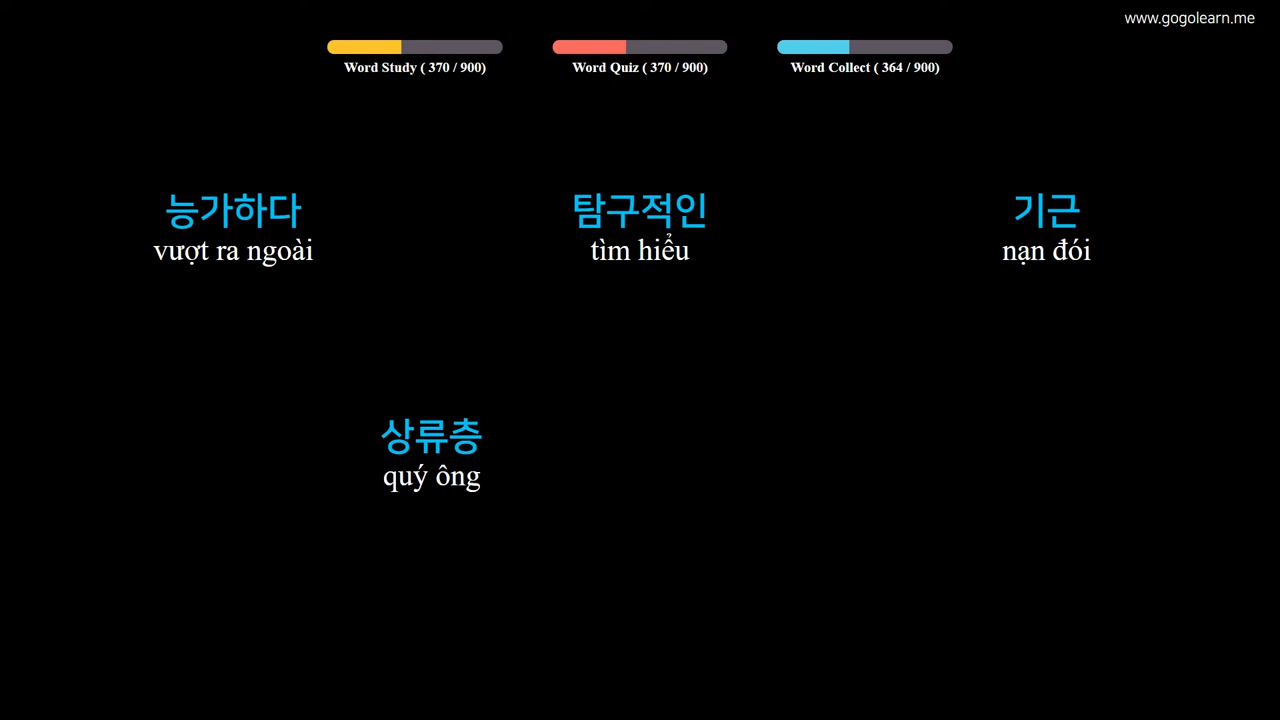 www.gogolearn.me
Word Study ( 370 / 900)
Word Quiz ( 370 / 900)
Word Collect ( 364 / 900)
능가하다
vượt ra ngoài
탐구적인
tìm hiểu
기근
nạn đói
상류층
quý ông